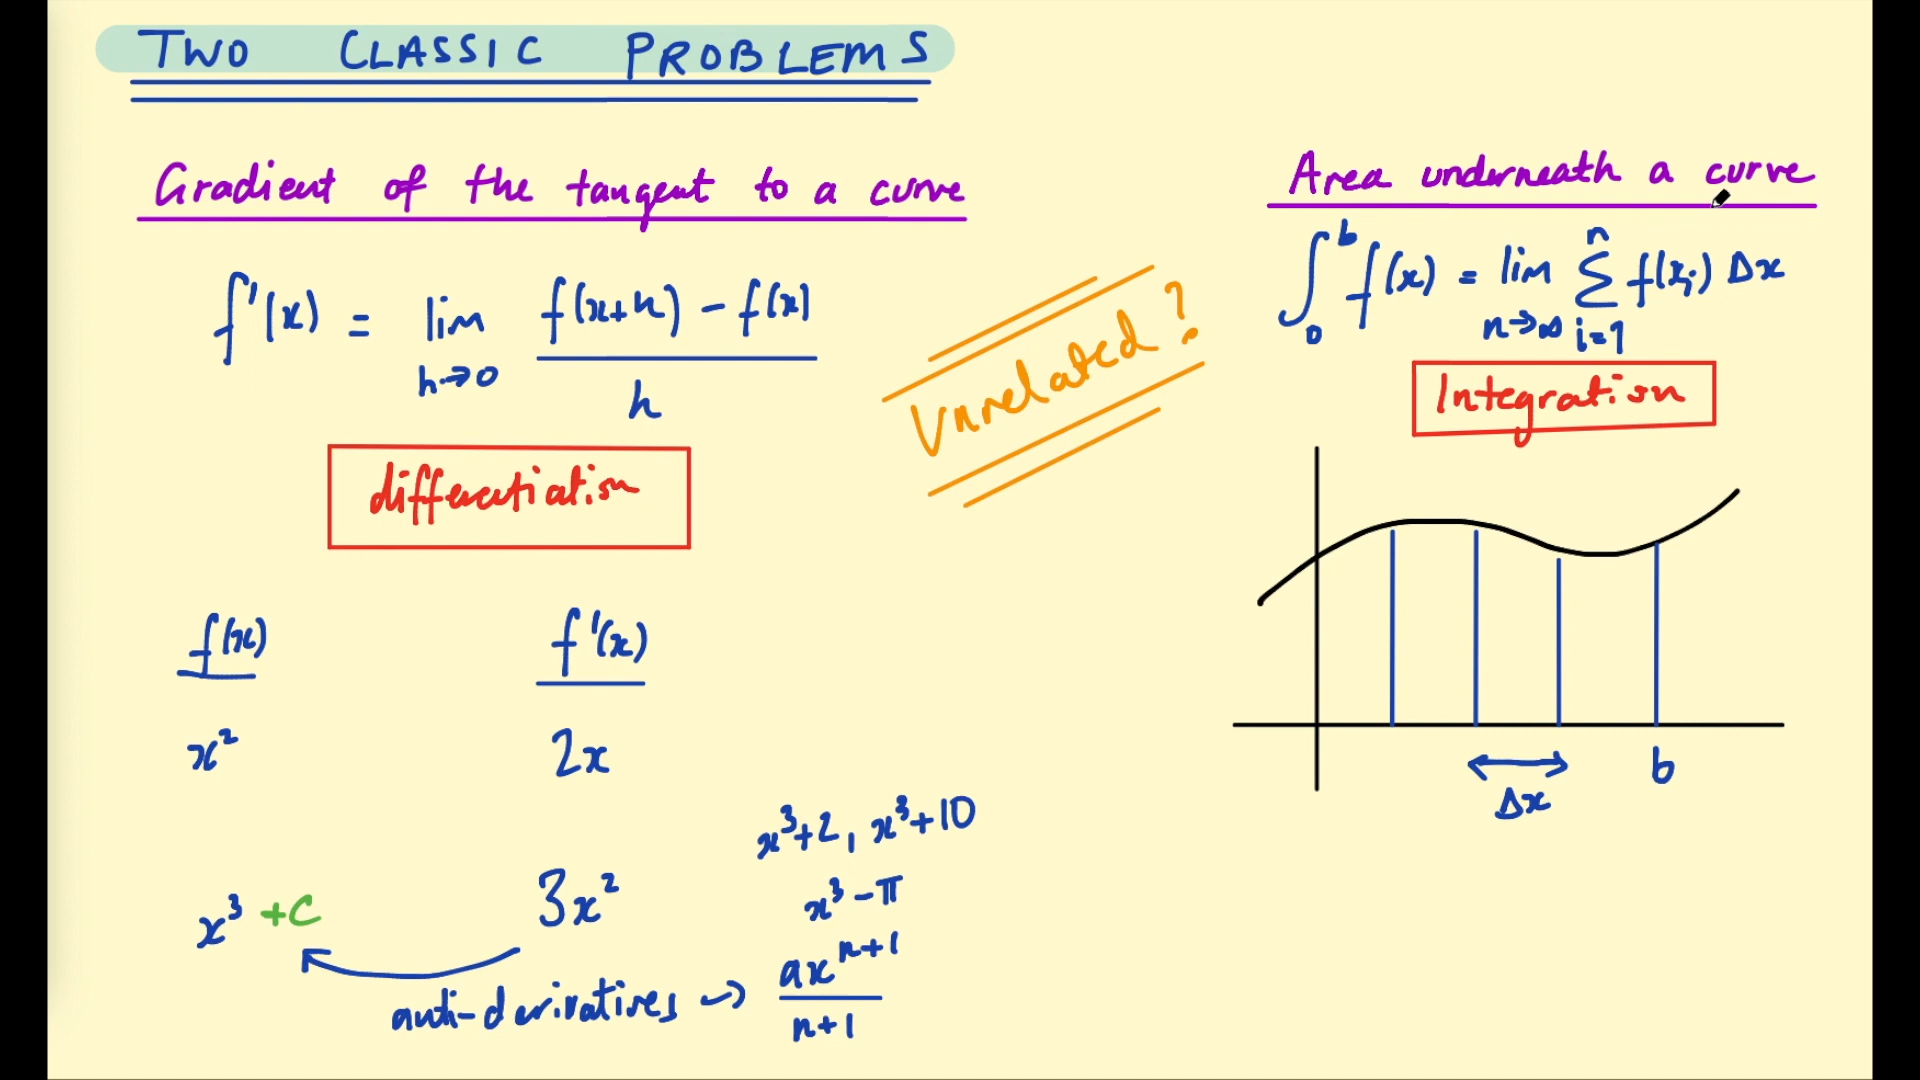 TWO CLASSIC PROBLEMS
Gradient of the tangent to a curve
f'(x) = lim h→0 f(x+h) - f(x) / h
differentiation
f(x) f'(x)
x² 2x
x³ +C 3x²
anti-derivatives → ax^(n+1) / n+1
x³+2, x³+10
x³-π
Unrelated?
Area underneath a curve
∫₀ᵇ f(x) = lim n→∞ Σ i=1 n f(xᵢ) Δx
Integration
Δx
b